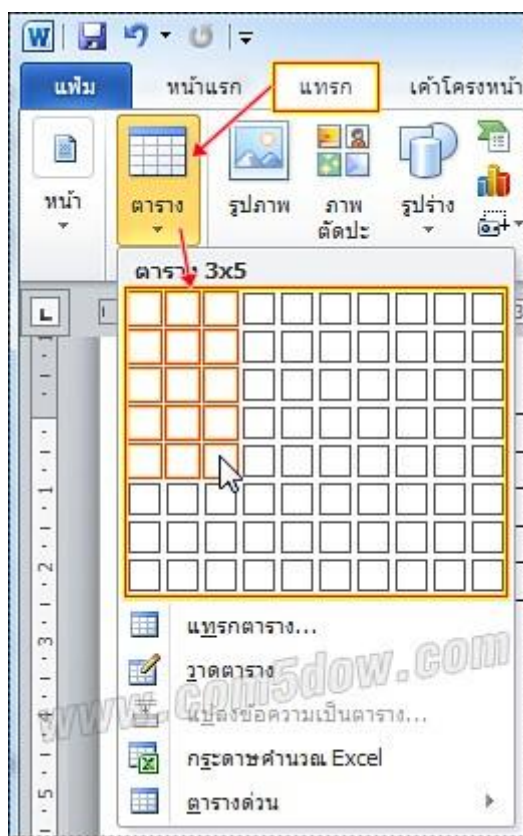 W
แฟ้ม หน้าแรก แทรก เค้าโครงหน้า
หน้า ตาราง รูปภาพ ภาพตัดปะ รูปร่าง
ตาราง 3x5
L
1
2
3
4
5
แทรกตาราง...
วาดตาราง
แปลงข้อความเป็นตาราง...
กระดาษคำนวณ Excel
ตารางด่วน
www.com5dow.com